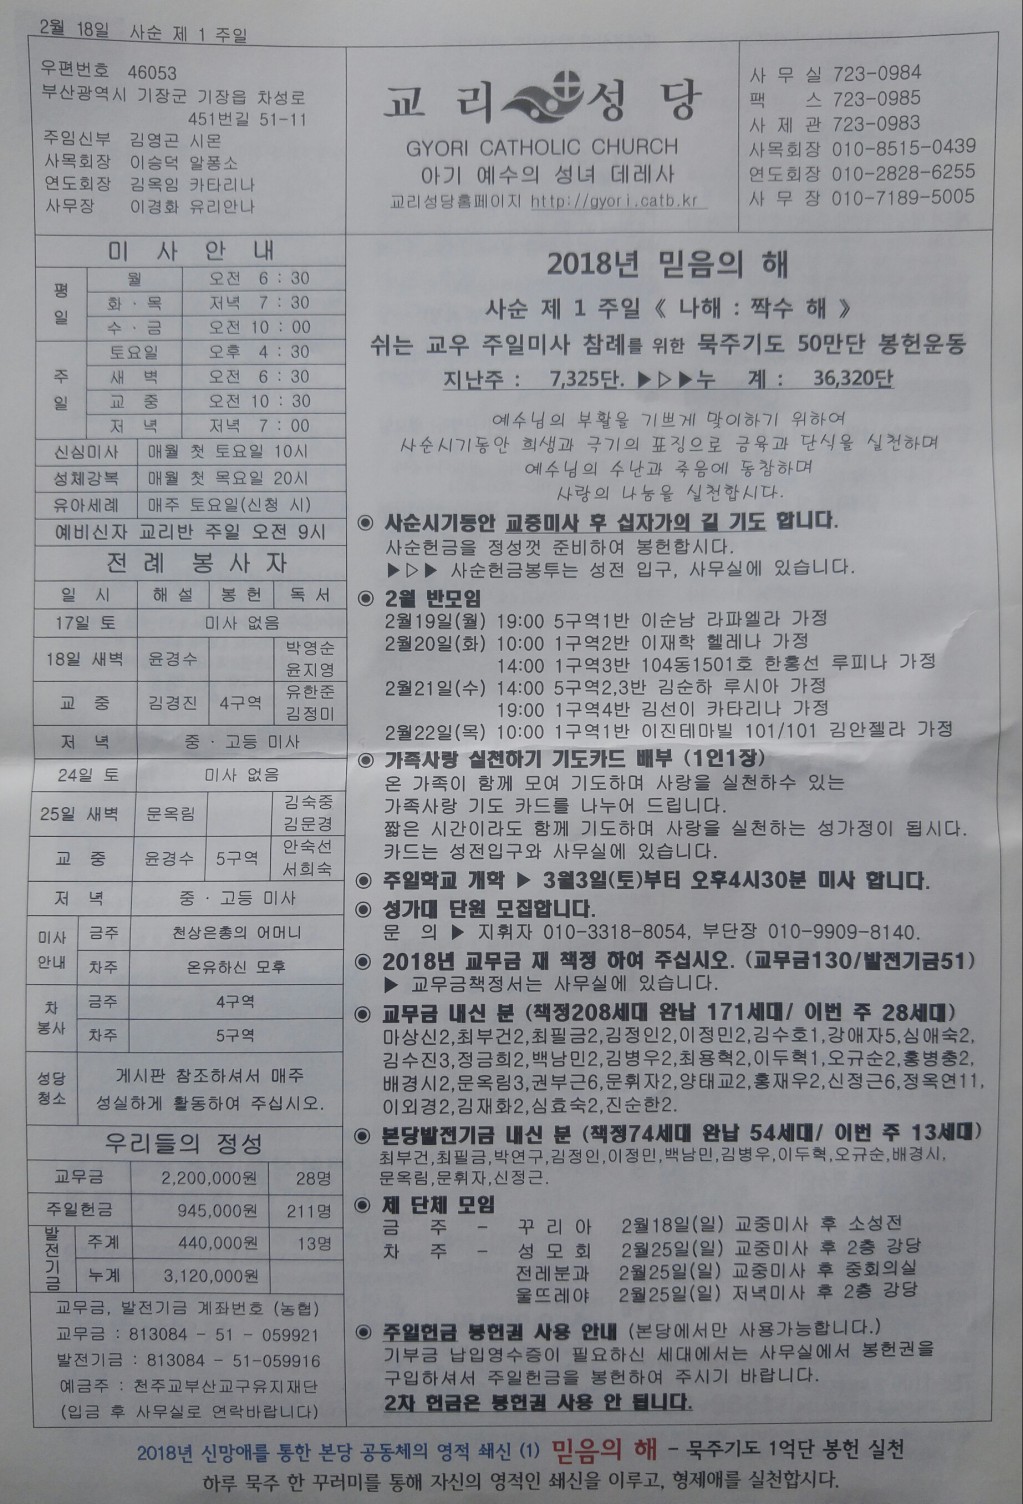 2월 18일 사순 제 1 주일
우편번호 46053
부산광역시 기장군 기장읍 차성로
451번길 51-11
주임신부 김영곤 시몬
사목회장 이승덕 알퐁소
연도회장 김옥임 카타리나
사무장 이경화 유리안나
교리성당
GYORI CATHOLIC CHURCH
아기 예수의 성녀 데레사
교리성당홈페이지 http://gyori.catb.kr
사 무 실 723-0984
팩 스 723-0985
사 제 관 723-0983
사목회장 010-8515-0439
연도회장 010-2828-6255
사 무 장 010-7189-5005
미 사 안 내
평일 월 오전 6 : 30
화 · 목 저녁 7 : 30
수 · 금 오전 10 : 00
주일 토요일 오후 4 : 30
새 벽 오전 6 : 30
교 중 오전 10 : 30
저 녁 저녁 7 : 00
신심미사 매월 첫 토요일 10시
성체강복 매월 첫 목요일 20시
유아세례 매주 토요일(신청 시)
예비신자 교리반 주일 오전 9시
전 례 봉 사 자
일 시 해 설 봉 헌 독 서
17일 토 미사 없음
18일 새벽 윤경수 박영순
윤지영
교 중 김경진 4구역 유한준
김정미
저 녁 중 · 고등 미사
24일 토 미사 없음
25일 새벽 문옥림 김숙중
김문경
교 중 윤경수 5구역 안숙선
서희숙
저 녁 중 · 고등 미사
미사안내 금주 천상은총의 어머니
차주 온유하신 모후
차봉사 금주 4구역
차주 5구역
성당청소 게시판 참조하셔서 매주
성실하게 활동하여 주십시오.
우리들의 정성
교무금 2,200,000원 28명
주일헌금 945,000원 211명
발전기금 주계 440,000원 13명
누계 3,120,000원
교무금, 발전기금 계좌번호 (농협)
교무금 : 813084 - 51 - 059921
발전기금 : 813084 - 51-059916
예금주 : 천주교부산교구유지재단
(입금 후 사무실로 연락바랍니다)
2018년 믿음의 해
사순 제 1 주일 《 나해 : 짝수 해 》
쉬는 교우 주일미사 참례를 위한 묵주기도 50만단 봉헌운동
지난주 : 7,325단. ▶▷▶누 계 : 36,320단
예수님의 부활을 기쁘게 맞이하기 위하여
사순시기동안 희생과 극기의 표징으로 금육과 단식을 실천하며
예수님의 수난과 죽음에 동참하며
사랑의 나눔을 실천합시다.
◉ 사순시기동안 교중미사 후 십자가의 길 기도 합니다.
사순헌금을 정성껏 준비하여 봉헌합시다.
▶▷▶ 사순헌금봉투는 성전 입구, 사무실에 있습니다.
◉ 2월 반모임
2월19일(월) 19:00 5구역1반 이순남 라파엘라 가정
2월20일(화) 10:00 1구역2반 이재학 헬레나 가정
14:00 1구역3반 104동1501호 한홍선 루피나 가정
2월21일(수) 14:00 5구역2,3반 김순하 루시아 가정
19:00 1구역4반 김선이 카타리나 가정
2월22일(목) 10:00 1구역1반 이진테마빌 101/101 김안젤라 가정
◉ 가족사랑 실천하기 기도카드 배부 (1인1장)
온 가족이 함께 모여 기도하며 사랑을 실천하수 있는
가족사랑 기도 카드를 나누어 드립니다.
짧은 시간이라도 함께 기도하며 사랑을 실천하는 성가정이 됩시다.
카드는 성전입구와 사무실에 있습니다.
◉ 주일학교 개학 ▶ 3월3일(토)부터 오후4시30분 미사 합니다.
◉ 성가대 단원 모집합니다.
문 의 ▶ 지휘자 010-3318-8054, 부단장 010-9909-8140.
◉ 2018년 교무금 재 책정 하여 주십시오. (교무금130/발전기금51)
▶ 교무금책정서는 사무실에 있습니다.
◉ 교무금 내신 분 (책정208세대 완납 171세대/ 이번 주 28세대)
마상신2,최부건2,최필금2,김정인2,이정민2,김수호1,강애자5,심애숙2,
김수진3,정금희2,백남민2,김병우2,최용혁2,이두혁1,오규순2,홍병충2,
배경시2,문옥림3,권부근6,문휘자2,양태교2,홍재우2,신정근6,정옥연11,
이외경2,김재화2,심효숙2,진순한2.
◉ 본당발전기금 내신 분 (책정74세대 완납 54세대/ 이번 주 13세대)
최부건,최필금,박연구,김정인,이정민,백남민,김병우,이두혁,오규순,배경시,
문옥림,문휘자,신정근.
◉ 제 단체 모임
금 주 - 꾸 리 아 2월18일(일) 교중미사 후 소성전
차 주 - 성 모 회 2월25일(일) 교중미사 후 2층 강당
전례분과 2월25일(일) 교중미사 후 중회의실
울뜨레야 2월25일(일) 저녁미사 후 2층 강당
◉ 주일헌금 봉헌권 사용 안내 (본당에서만 사용가능합니다.)
기부금 납입영수증이 필요하신 세대에서는 사무실에서 봉헌권을
구입하셔서 주일헌금을 봉헌하여 주시기 바랍니다.
2차 헌금은 봉헌권 사용 안 됩니다.
2018년 신망애를 통한 본당 공동체의 영적 쇄신 (1) 믿음의 해 - 묵주기도 1억단 봉헌 실천
하루 묵주 한 꾸러미를 통해 자신의 영적인 쇄신을 이루고, 형제애를 실천합시다.